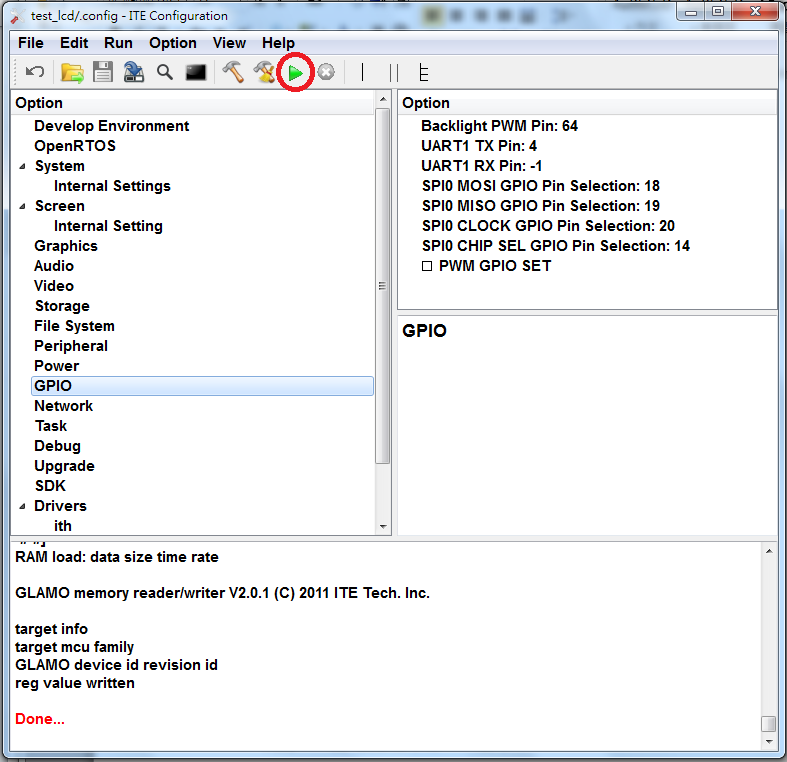 test_lcd/.config - ITE Configuration
File Edit Run Option View Help
Option
Develop Environment
OpenRTOS
System
Internal Settings
Screen
Internal Setting
Graphics
Audio
Video
Storage
File System
Peripheral
Power
GPIO
Network
Task
Debug
Upgrade
SDK
Drivers
ith
Option
Backlight PWM Pin: 64
UART1 TX Pin: 4
UART1 RX Pin: -1
SPI0 MOSI GPIO Pin Selection: 18
SPI0 MISO GPIO Pin Selection: 19
SPI0 CLOCK GPIO Pin Selection: 20
SPI0 CHIP SEL GPIO Pin Selection: 14
PWM GPIO SET
GPIO
RAM load: data size time rate
GLAMO memory reader/writer V2.0.1 (C) 2011 ITE Tech. Inc.
target info
target mcu family
GLAMO device id revision id
reg value written
Done...